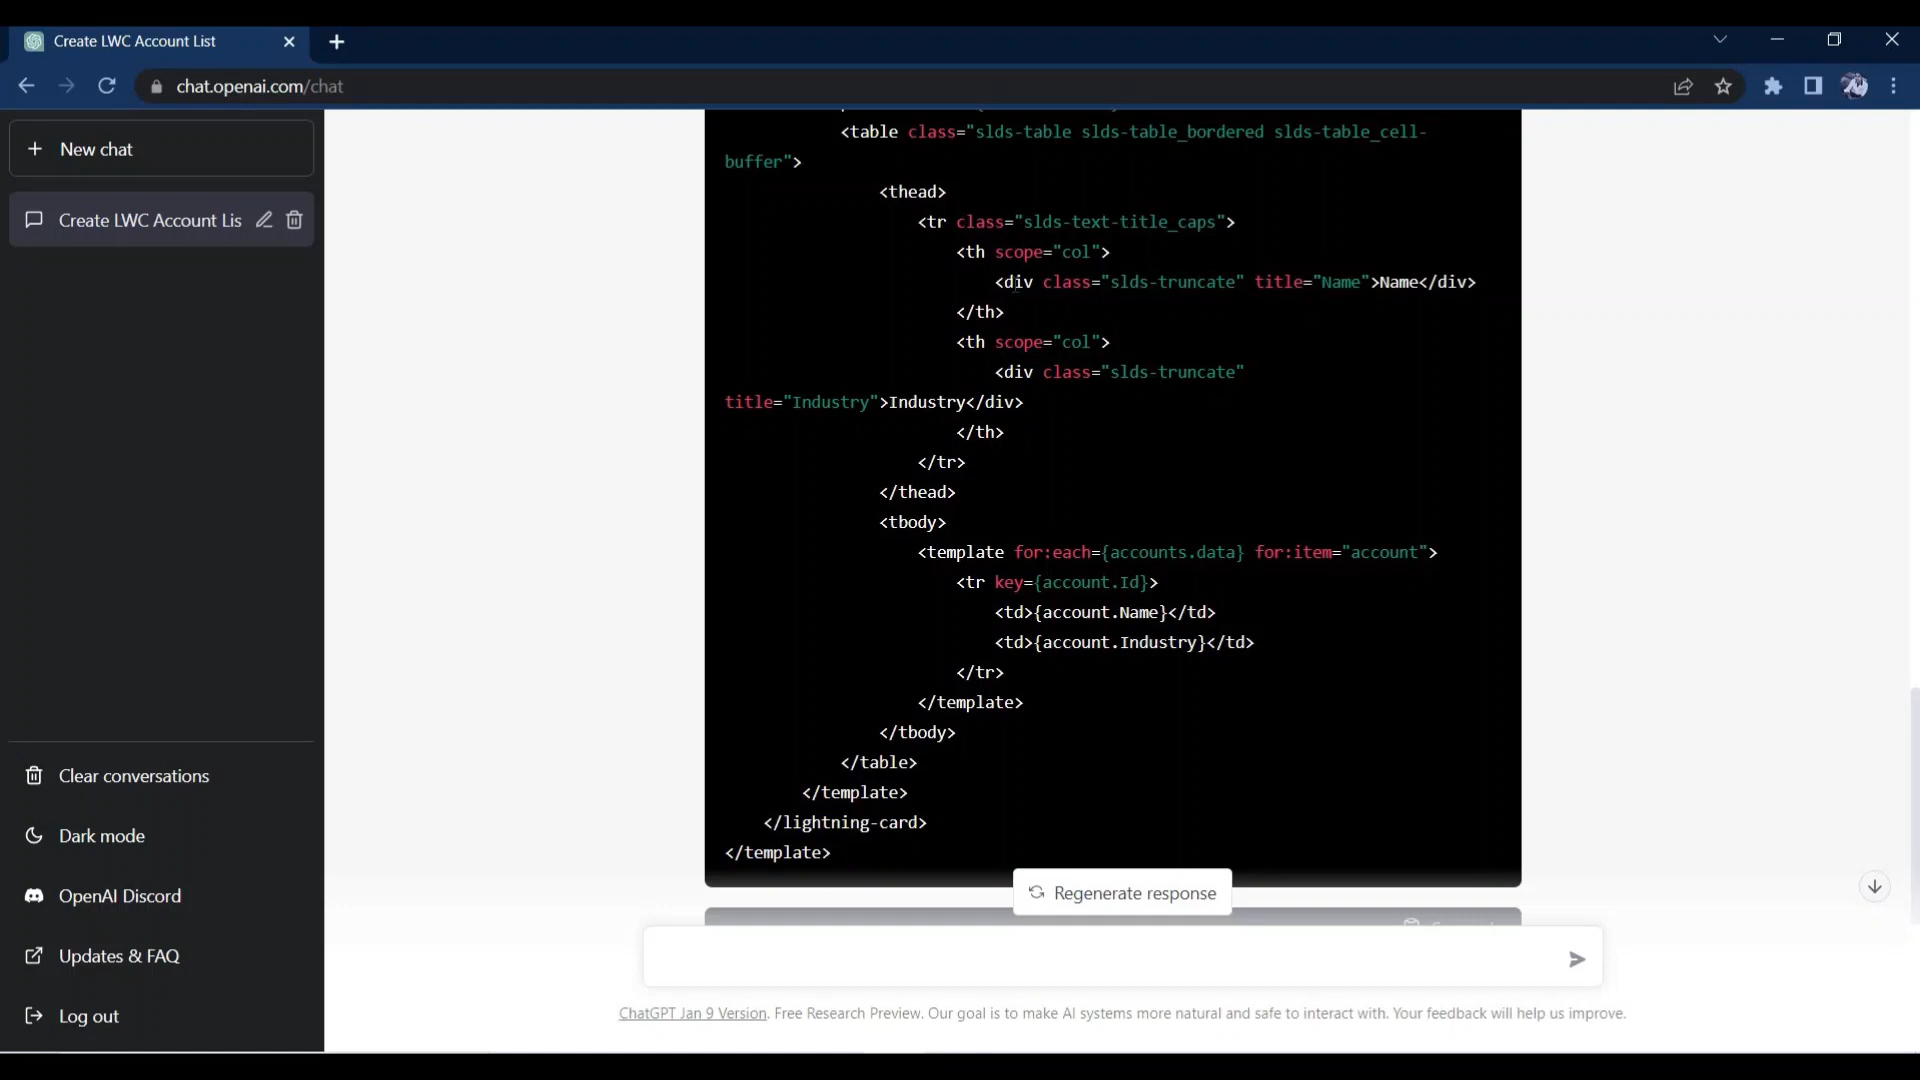 Create LWC Account List
chat.openai.com/chat
New chat
Create LWC Account Lis
<table class="slds-table slds-table_bordered slds-table_cell-
buffer">
<thead>
<tr class="slds-text-title_caps">
<th scope="col">
<div class="slds-truncate" title="Name">Name</div>
</th>
<th scope="col">
<div class="slds-truncate"
title="Industry">Industry</div>
</th>
</tr>
</thead>
<tbody>
<template for:each={accounts.data} for:item="account">
<tr key={account.Id}>
<td>{account.Name}</td>
<td>{account.Industry}</td>
</tr>
</template>
</tbody>
</table>
</template>
</lightning-card>
</template>
Clear conversations
Dark mode
OpenAI Discord
Updates & FAQ
Log out
Regenerate response
ChatGPT Jan 9 Version. Free Research Preview. Our goal is to make AI systems more natural and safe to interact with. Your feedback will help us improve.